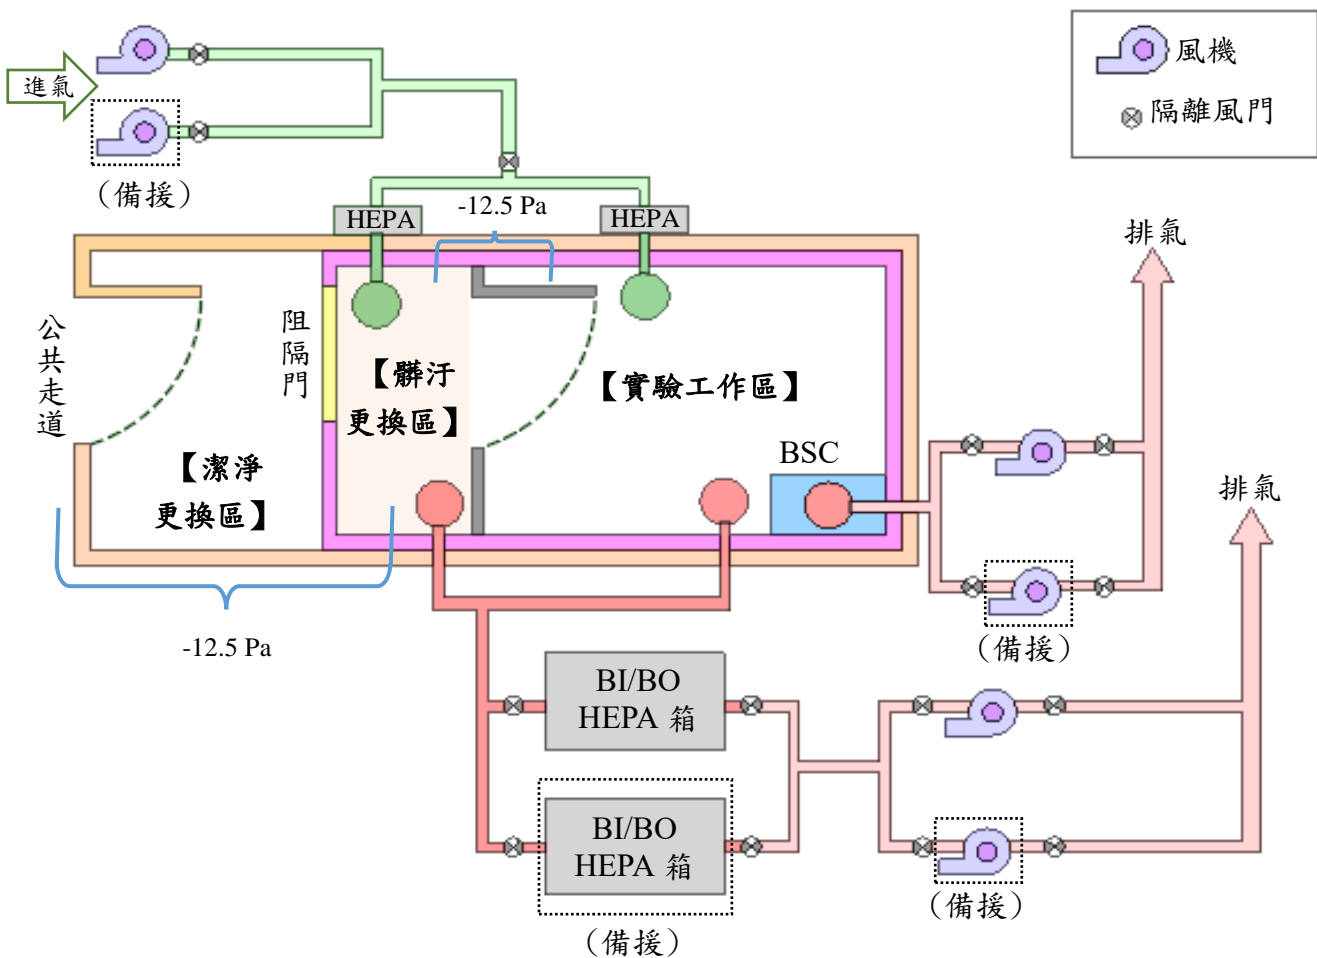 進氣
（備援）
風機
隔離風門
HEPA
-12.5 Pa
HEPA
排氣
公共走道
阻隔門
【髒汙
更換區】
【實驗工作區】
【潔淨
更換區】
BSC
排氣
（備援）
-12.5 Pa
BI/BO
HEPA 箱
BI/BO
HEPA 箱
（備援）
（備援）